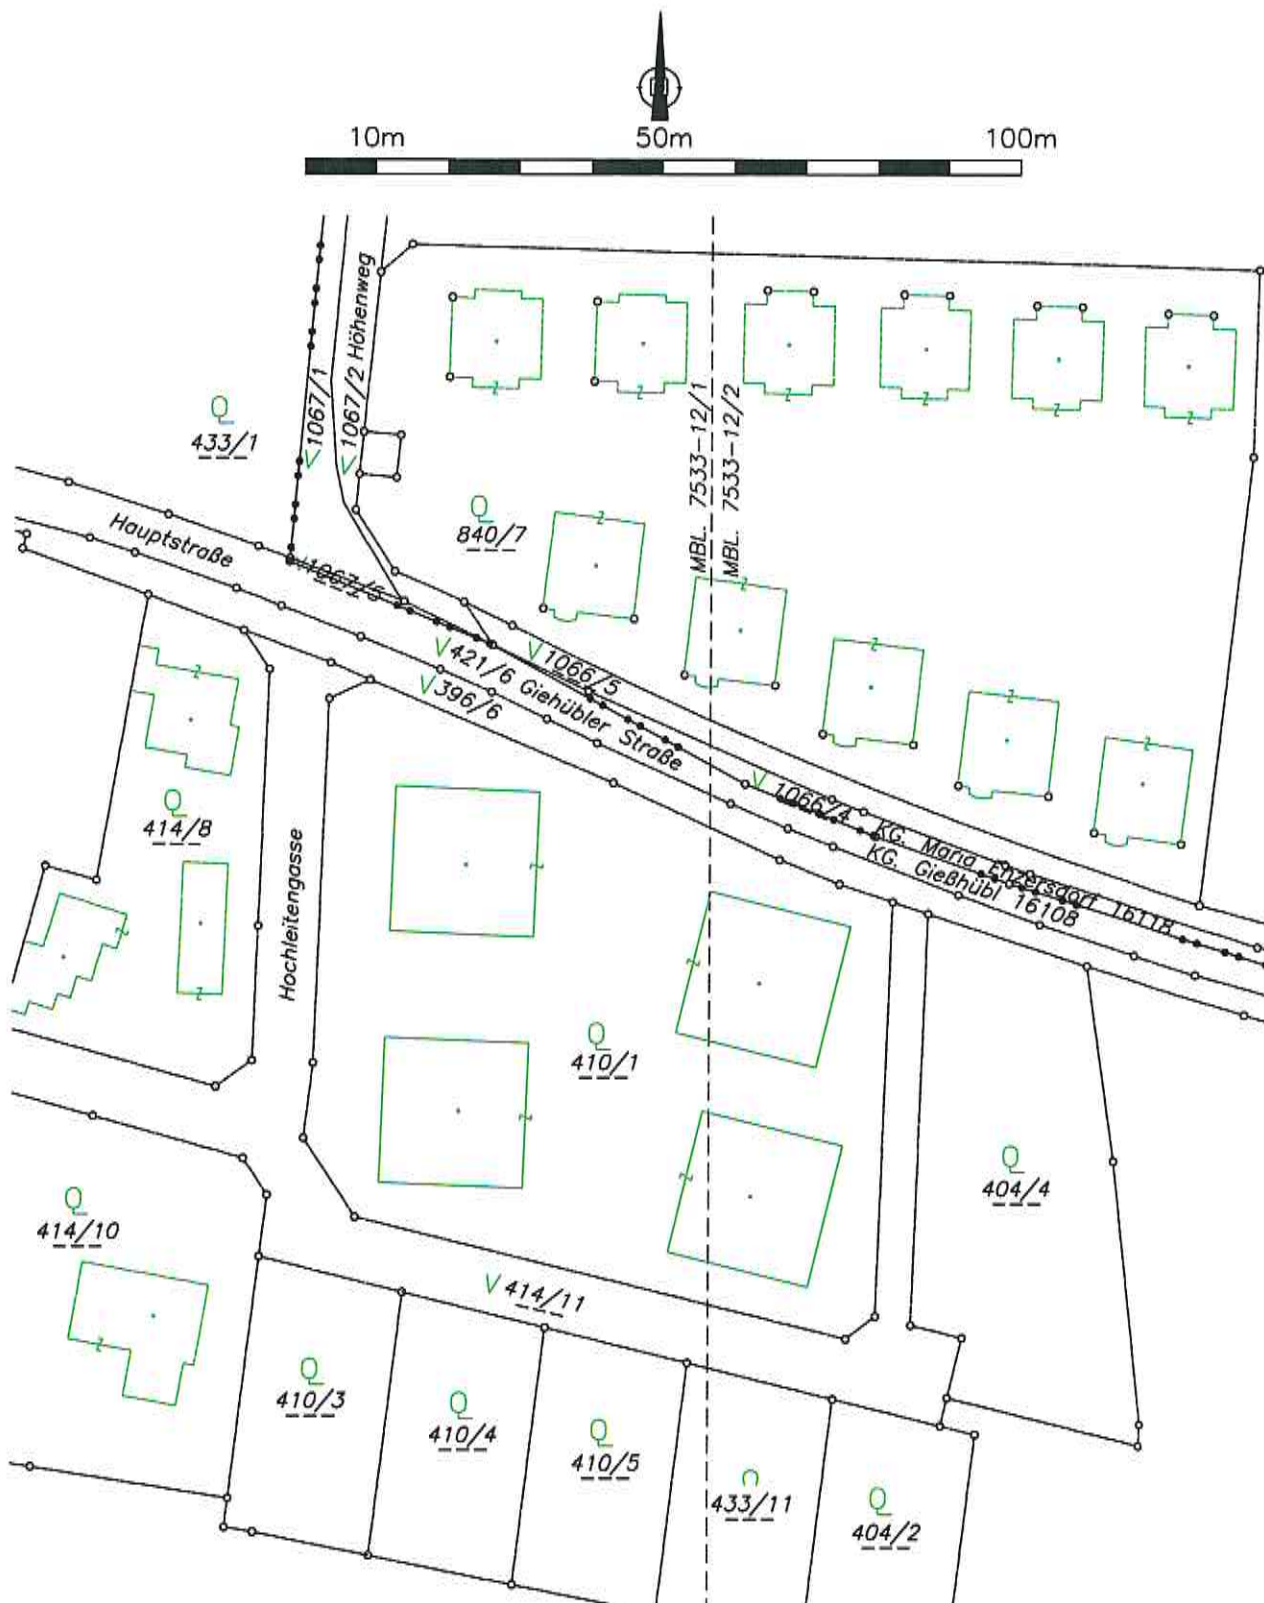 10m 50m 100m
1067/1
1067/2 Höhenweg
433/1
MBL. 7533-12/1
MBL. 7533-12/2
840/7
Hauptstraße
1066/5
421/6 Giehübler Straße
396/6
1066/4
KG. Maria Enzersdorf 16118
KG. Gießhübl 16108
414/8
Hochleitengasse
410/1
404/4
414/10
414/11
410/3
410/4
410/5
433/11
404/2